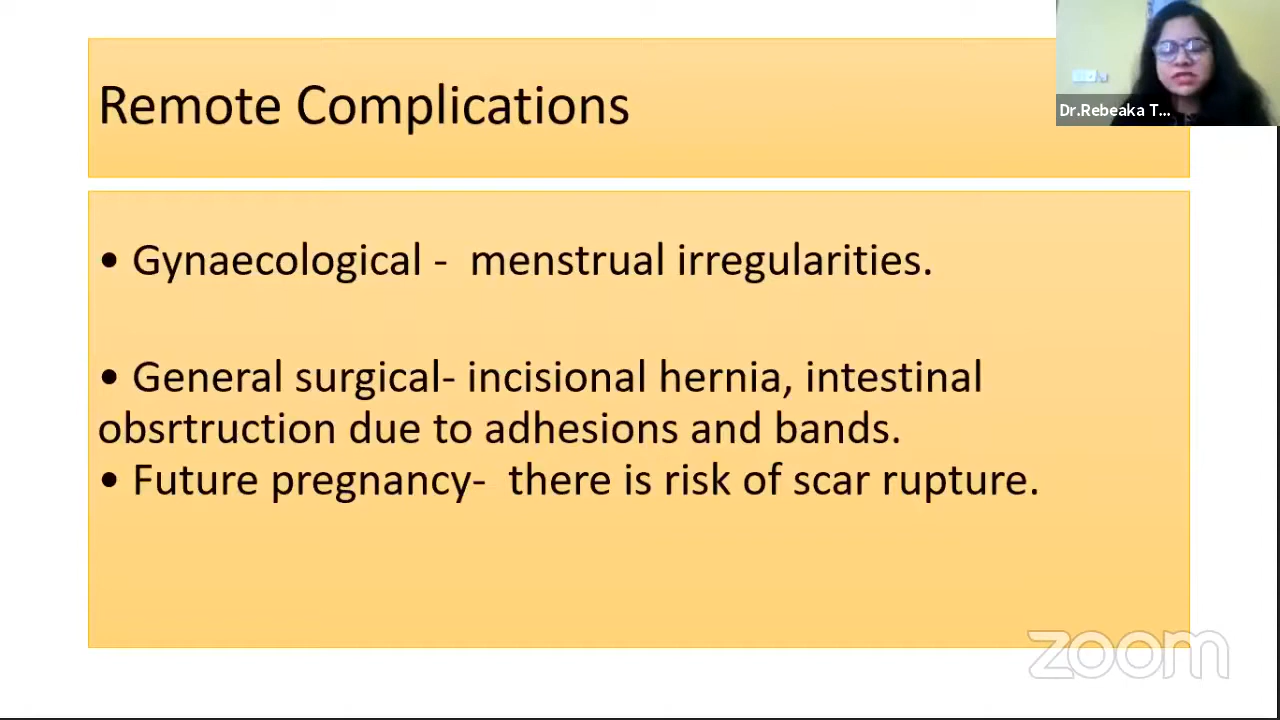 Remote Complications
Dr.Rebeaka T...
• Gynaecological -  menstrual irregularities.
• General surgical- incisional hernia, intestinal
obsrtruction due to adhesions and bands.
• Future pregnancy-  there is risk of scar rupture.
zoom